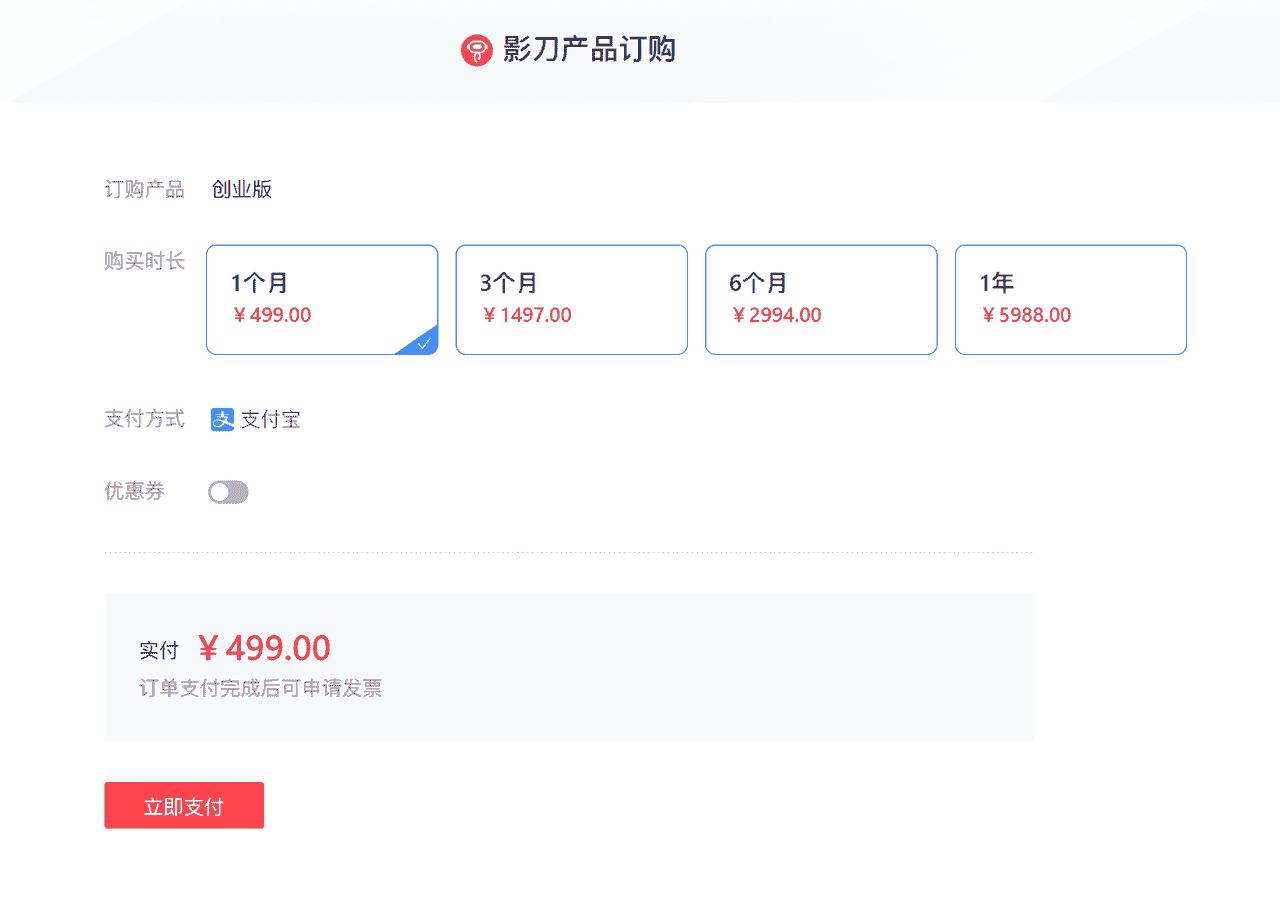 影刀产品订购
订购产品 创业版
购买时长
1个月 3个月 6个月 1年
￥499.00 ￥1497.00 ￥2994.00 ￥5988.00
支付方式 支 支付宝
优惠券
实付 ￥499.00
订单支付完成后可申请发票
立即支付